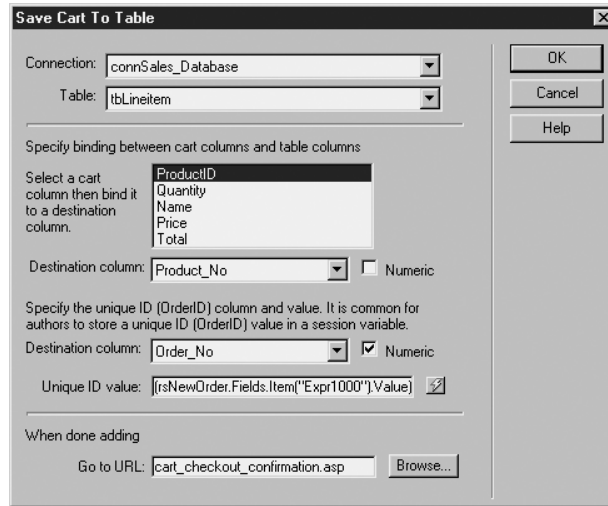 Save Cart To Table
Connection: connSales_Database
Table: tbLineitem
OK
Cancel
Help
Specify binding between cart columns and table columns
Select a cart
column then bind it
to a destination
column.
ProductID
Quantity
Name
Price
Total
Destination column: Product_No Numeric
Specify the unique ID (OrderID) column and value. It is common for
authors to store a unique ID (OrderID) value in a session variable.
Destination column: Order_No Numeric
Unique ID value: (rsNewOrder.Fields.Item("Expr1000").Value)
When done adding
Go to URL: cart_checkout_confirmation.asp Browse...